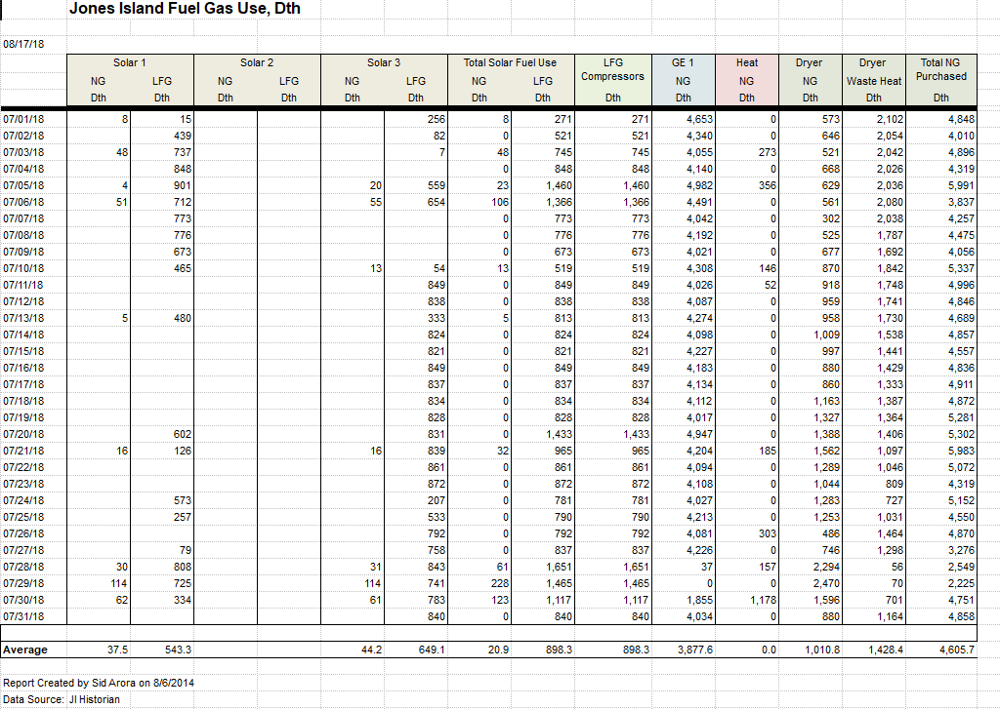 Jones Island Fuel Gas Use, Dth
08/17/18
Solar 1 Solar 2 Solar 3 Total Solar Fuel Use LFG GE 1 Heat Dryer Dryer Total NG
NG LFG NG LFG NG LFG NG LFG Compressors NG NG NG Waste Heat Purchased
Dth Dth Dth Dth Dth Dth Dth Dth Dth Dth Dth Dth Dth Dth
07/01/18 8 15 256 8 271 271 4,653 0 573 2,102 4,848
07/02/18 439 82 0 521 521 4,340 0 646 2,054 4,010
07/03/18 48 737 7 48 745 745 4,055 273 521 2,042 4,896
07/04/18 848 0 848 848 4,140 0 668 2,026 4,319
07/05/18 4 901 20 559 23 1,460 1,460 4,982 356 629 2,036 5,991
07/06/18 51 712 55 654 106 1,366 1,366 4,491 0 561 2,080 3,837
07/07/18 773 0 773 773 4,042 0 302 2,038 4,257
07/08/18 776 0 776 776 4,192 0 525 1,787 4,475
07/09/18 673 0 673 673 4,021 0 677 1,692 4,056
07/10/18 465 13 54 13 519 519 4,308 146 870 1,842 5,337
07/11/18 849 0 849 849 4,026 52 918 1,748 4,996
07/12/18 838 0 838 838 4,087 0 959 1,741 4,846
07/13/18 5 480 333 5 813 813 4,274 0 958 1,730 4,689
07/14/18 824 0 824 824 4,098 0 1,009 1,538 4,857
07/15/18 821 0 821 821 4,227 0 997 1,441 4,557
07/16/18 849 0 849 849 4,183 0 880 1,429 4,836
07/17/18 837 0 837 837 4,134 0 860 1,333 4,911
07/18/18 834 0 834 834 4,112 0 1,163 1,387 4,872
07/19/18 828 0 828 828 4,017 0 1,327 1,364 5,281
07/20/18 602 831 0 1,433 1,433 4,947 0 1,388 1,406 5,302
07/21/18 16 126 16 839 32 965 965 4,204 185 1,562 1,097 5,983
07/22/18 861 0 861 861 4,094 0 1,289 1,046 5,072
07/23/18 872 0 872 872 4,108 0 1,044 809 4,319
07/24/18 573 207 0 781 781 4,027 0 1,283 727 5,152
07/25/18 257 533 0 790 790 4,213 0 1,253 1,031 4,550
07/26/18 792 0 792 792 4,081 303 486 1,464 4,870
07/27/18 79 758 0 837 837 4,226 0 746 1,298 3,276
07/28/18 30 808 31 843 61 1,651 1,651 37 157 2,294 56 2,549
07/29/18 114 725 114 741 228 1,465 1,465 0 0 2,470 70 2,225
07/30/18 62 334 61 783 123 1,117 1,117 1,855 1,178 1,596 701 4,751
07/31/18 840 0 840 840 4,034 0 880 1,164 4,858
Average 37.5 543.3 44.2 649.1 20.9 898.3 898.3 3,877.6 0.0 1,010.8 1,428.4 4,605.7
Report Created by Sid Arora on 8/6/2014
Data Source: JI Historian